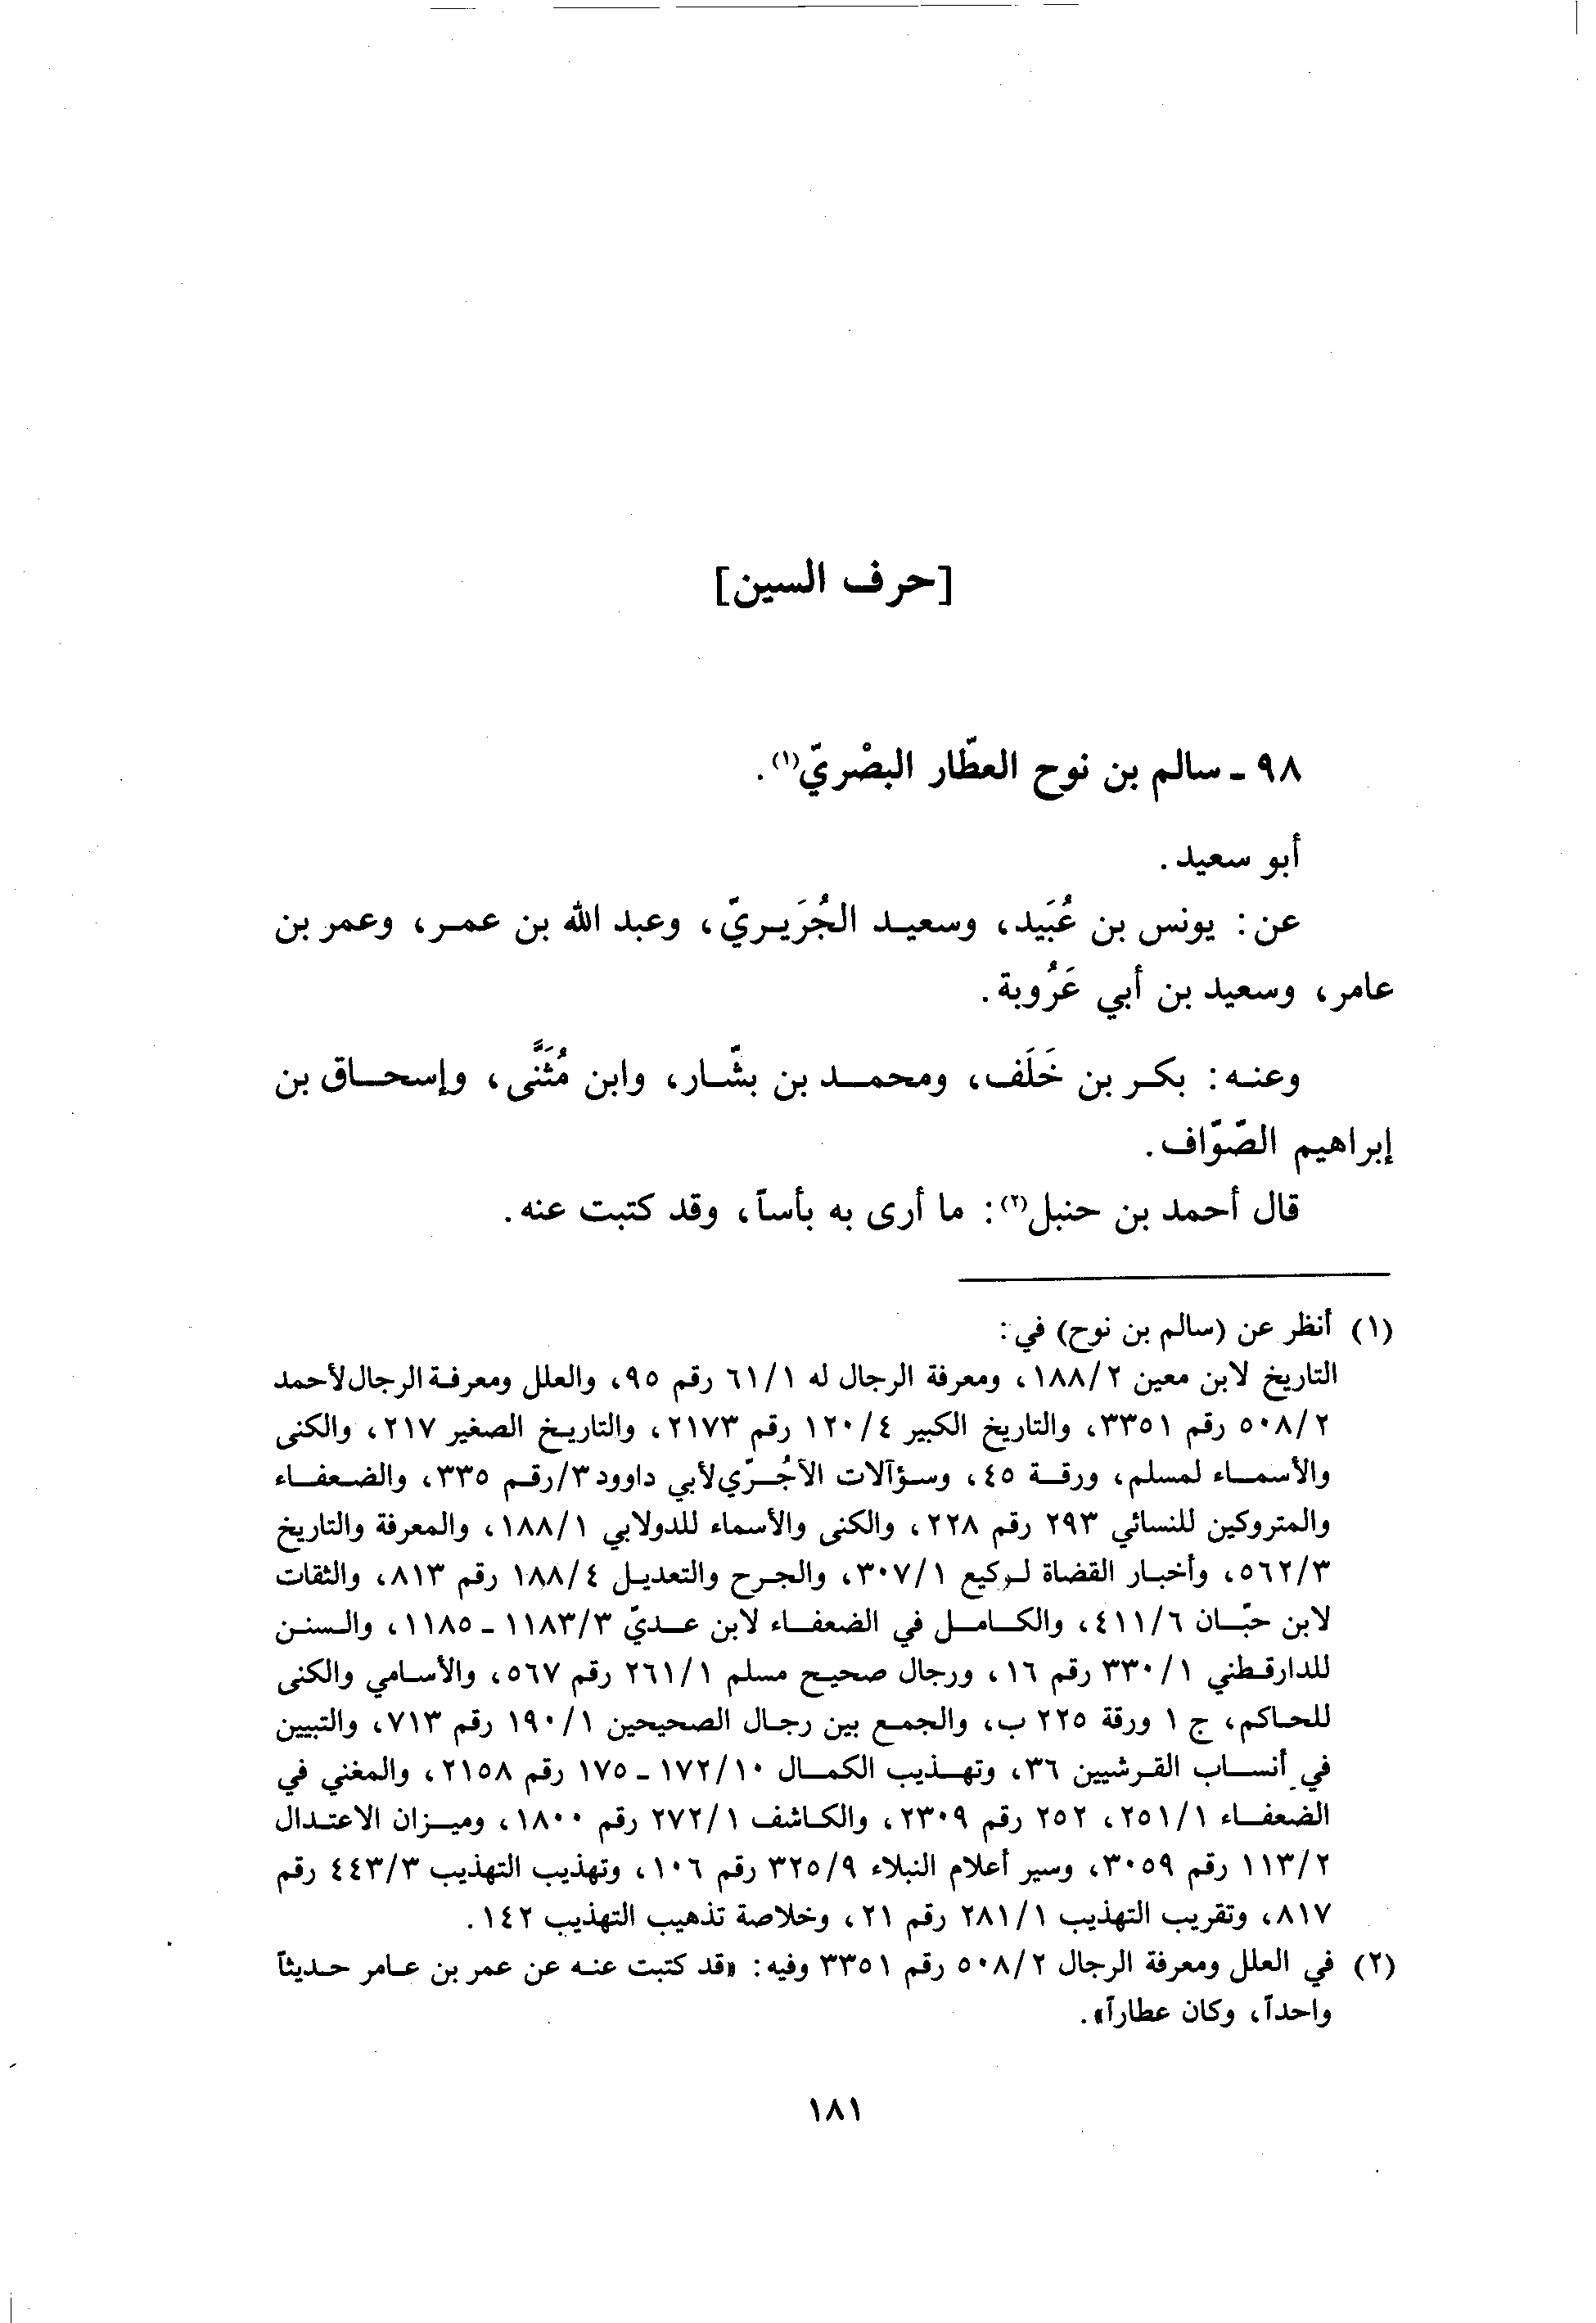 [حرف السين]
٩٨ - سالم بن نوح العطّار البصْريّ(١).
أبو سعيد.
عن: يونس بن عُبَيد، وسعيد الجُرَيريّ، وعبد الله بن عمر، وعمر بن
عامر، وسعيد بن أبي عَرُوبة.
وعنه: بكر بن خَلَف، ومحمد بن بشّار، وابن مُثَنَّى، وإسحاق بن
إبراهيم الصّوّاف.
قال أحمد بن حنبل(٢): ما أرى به بأساً، وقد كتبت عنه.
(١) أنظر عن (سالم بن نوح) في:
التاريخ لابن معين ١٨٨/٢، ومعرفة الرجال له ٦١/١ رقم ٩٥، والعلل ومعرفة الرجال لأحمد
٥٠٨/٢ رقم ٣٣٥١، والتاريخ الكبير ١٢٠/٤ رقم ٢١٧٣، والتاريخ الصغير ٢١٧، والكنى
والأسماء لمسلم، ورقة ٤٥، وسؤآلات الآجُرّي لأبي داوود ٣/رقم ٣٣٥، والضعفاء
والمتروكين للنسائي ٢٩٣ رقم ٢٢٨، والكنى والأسماء للدولابي ١٨٨/١، والمعرفة والتاريخ
٥٦٢/٣، وأخبار القضاة لوكيع ٣٠٧/١، والجرح والتعديل ١٨٨/٤ رقم ٨١٣، والثقات
لابن حبّان ٤١١/٦، والكامل في الضعفاء لابن عديّ ١١٨٣/٣ - ١١٨٥، والسنن
للدارقطني ٣٣٠/١ رقم ١٦، ورجال صحيح مسلم ٢٦١/١ رقم ٥٦٧، والأسامي والكنى
للحاكم، ج ١ ورقة ٢٢٥ ب، والجمع بين رجال الصحيحين ١٩٠/١ رقم ٧١٣، والتبيين
في أنساب القرشيين ٣٦، وتهذيب الكمال ١٧٢/١٠ - ١٧٥ رقم ٢١٥٨، والمغني في
الضعفاء ٢٥١/١، ٢٥٢ رقم ٢٣٠٩، والكاشف ٢٧٢/١ رقم ١٨٠٠، وميزان الاعتدال
١١٣/٢ رقم ٣٠٥٩، وسير أعلام النبلاء ٣٢٥/٩ رقم ١٠٦، وتهذيب التهذيب ٤٤٣/٣ رقم
٨١٧، وتقريب التهذيب ٢٨١/١ رقم ٢١، وخلاصة تذهيب التهذيب ١٤٢.
(٢) في العلل ومعرفة الرجال ٥٠٨/٢ رقم ٣٣٥١ وفيه: «قد كتبت عنه عن عمر بن عامر حديثاً
واحداً، وكان عطاراً».
١٨١